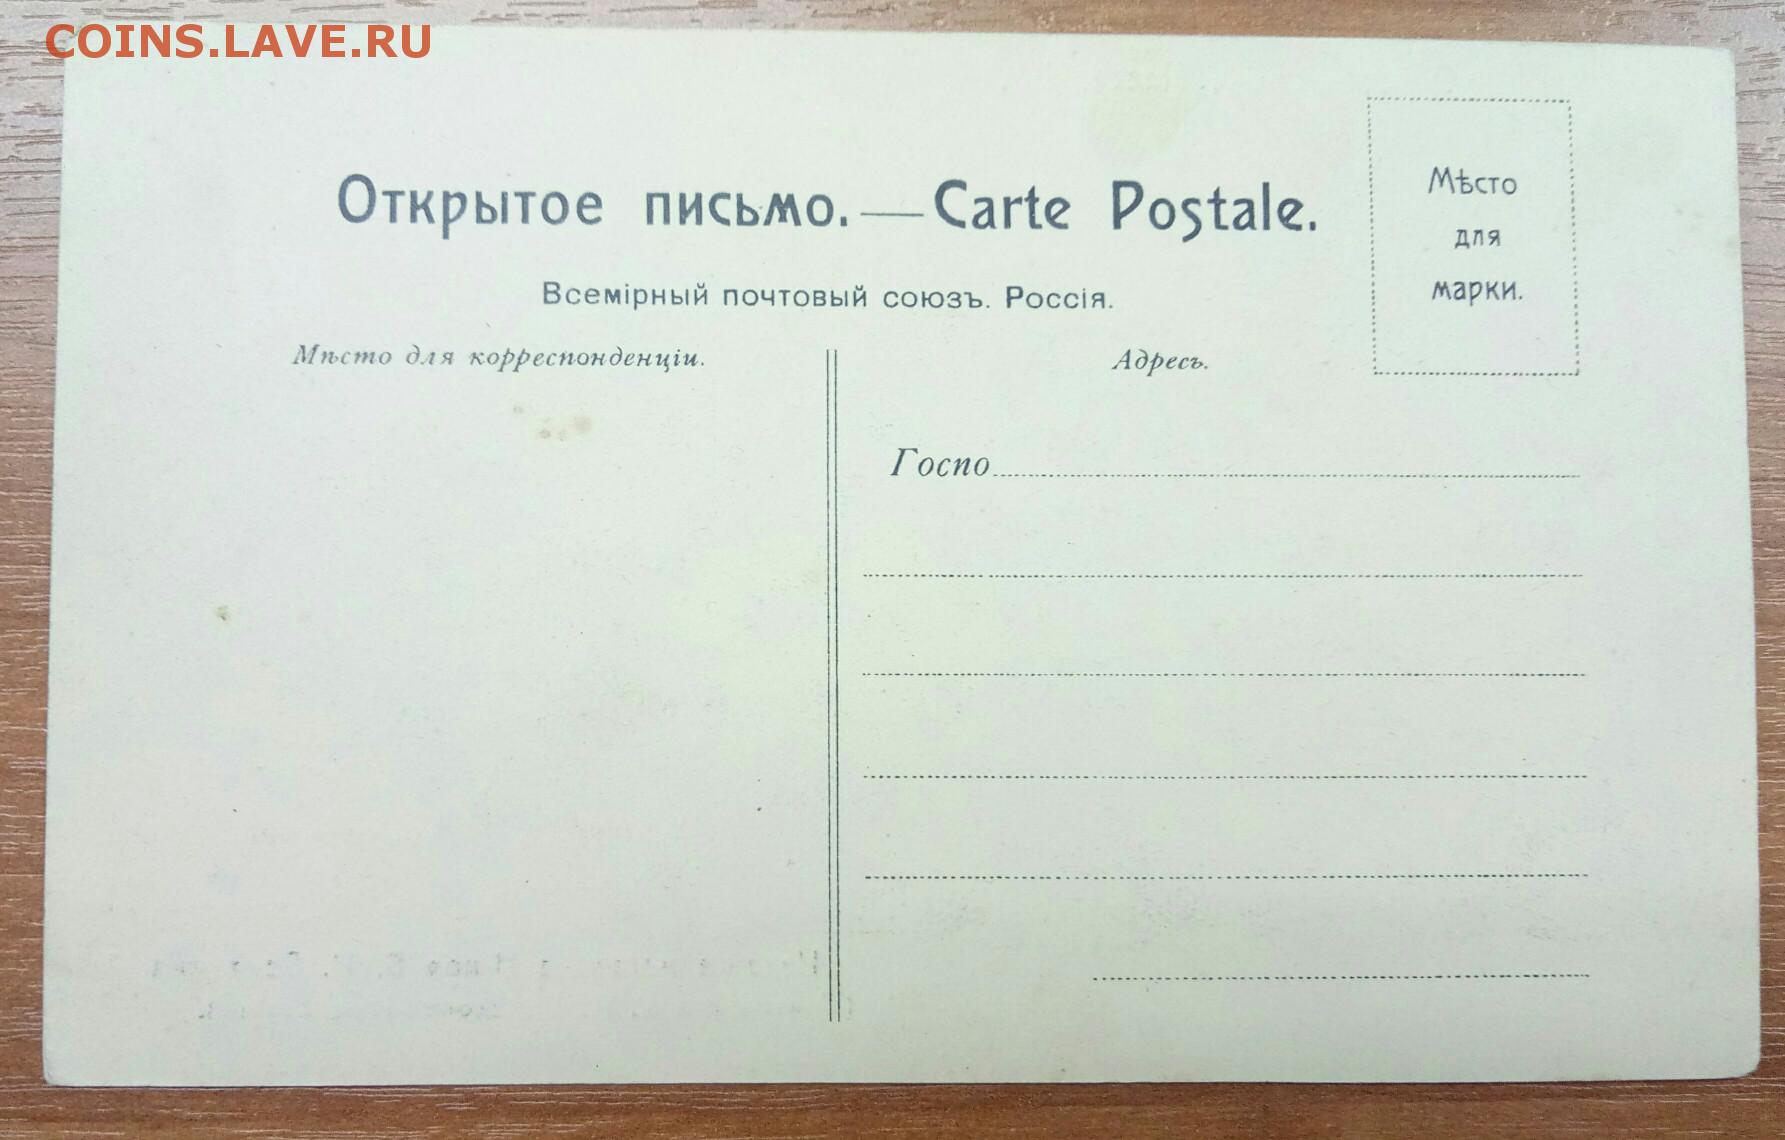 COINS.LAVE.RU
Открытое письмо. — Carte Postale.
Мѣсто
для
марки.
Всемірный почтовый союзъ. Россія.
Мѣсто для корреспонденціи.
Адресъ.
Госпо